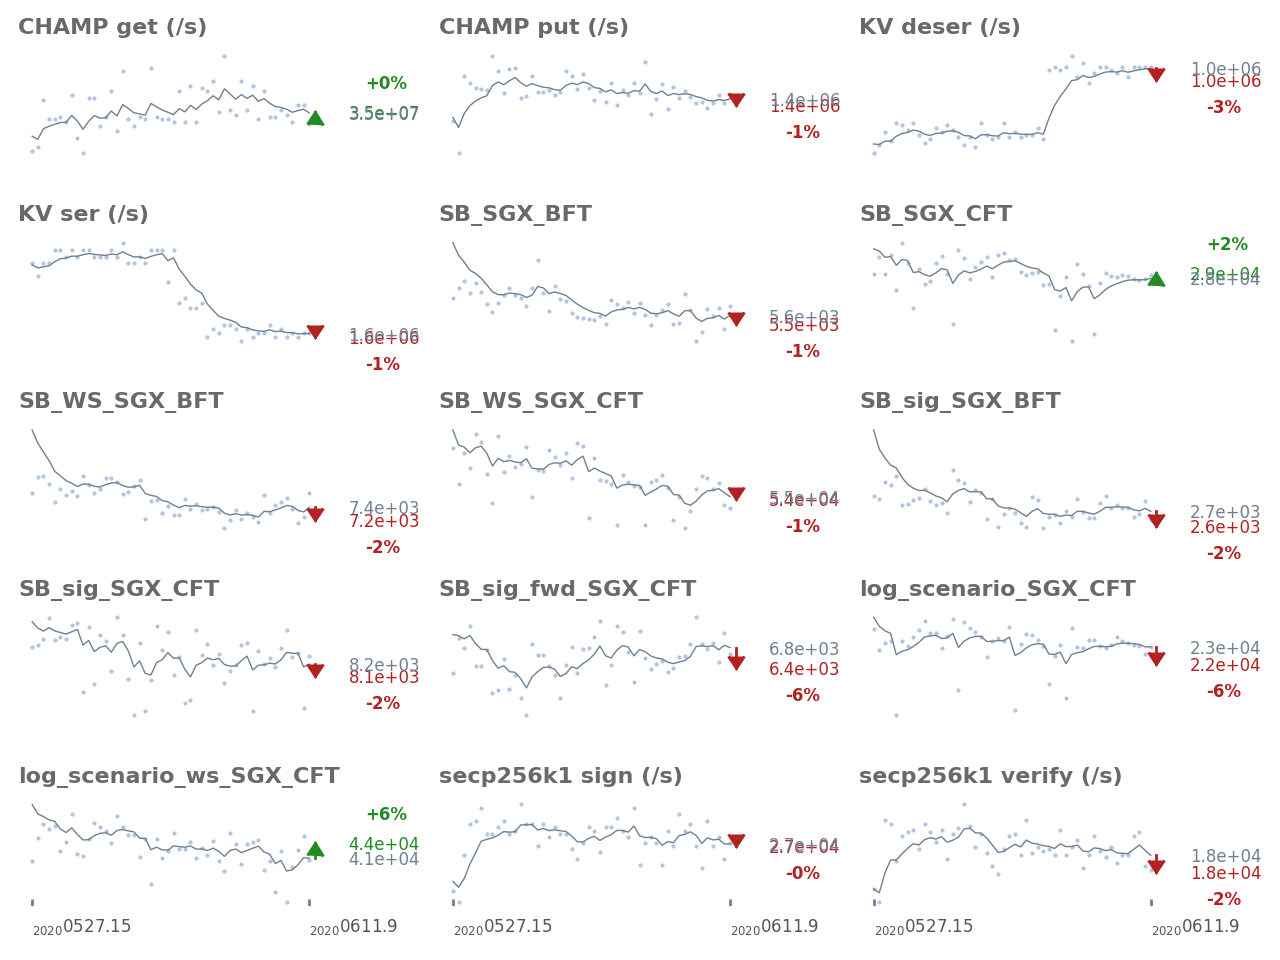 CHAMP get (/s)
+0%
3.5e+07
CHAMP put (/s)
1.4e+06
1.4e+06
-1%
KV deser (/s)
1.0e+06
1.0e+06
-3%
KV ser (/s)
1.6e+06
1.6e+06
-1%
SB_SGX_BFT
5.6e+03
5.5e+03
-1%
SB_SGX_CFT
+2%
2.9e+04
2.8e+04
SB_WS_SGX_BFT
7.4e+03
7.2e+03
-2%
SB_WS_SGX_CFT
5.4e+04
-1%
SB_sig_SGX_BFT
2.7e+03
2.6e+03
-2%
SB_sig_SGX_CFT
8.2e+03
8.1e+03
-2%
SB_sig_fwd_SGX_CFT
6.8e+03
6.4e+03
-6%
log_scenario_SGX_CFT
2.3e+04
2.2e+04
-6%
log_scenario_ws_SGX_CFT
+6%
4.4e+04
4.1e+04
secp256k1 sign (/s)
2.7e+04
2.7e+04
-0%
secp256k1 verify (/s)
1.8e+04
1.8e+04
-2%
20200527.15
20200611.9
20200527.15
20200611.9
20200527.15
20200611.9